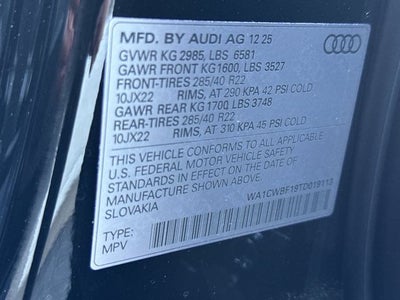 MFD. BY AUDI AG 12 25
GVWR KG 2985, LBS 6581
GAWR FRONT KG1600, LBS 3527
FRONT-TIRES 285/40 R22
10JX22 RIMS, AT 290 KPA 42 PSI COLD
GAWR REAR KG 1700, LBS 3748
REAR-TIRES 285/40 R22
10JX22 RIMS, AT 310 KPA 45 PSI COLD
THIS VEHICLE CONFORMS TO ALL APPLICABLE
U.S. FEDERAL MOTOR VEHICLE SAFETY
STANDARDS IN EFFECT ON THE DATE OF
MANUFACTURE SHOWN ABOVE.
SLOVAKIA
WA1CWBF19TD019113
TYPE:
MPV